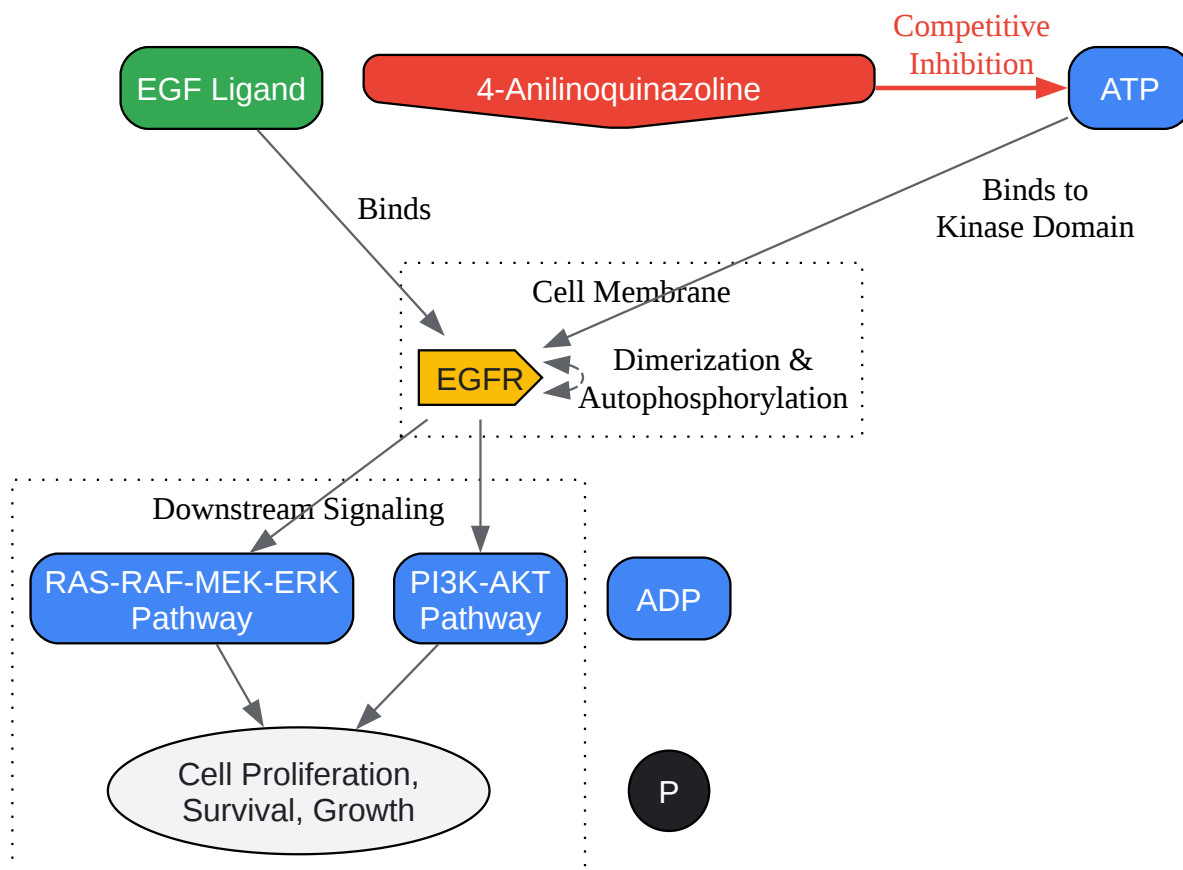 Competitive
Inhibition
EGF Ligand
4-Anilinoquinazoline
ATP
Binds
Binds to
Kinase Domain
Cell Membrane
EGFR
Dimerization &
Autophosphorylation
Downstream Signaling
RAS-RAF-MEK-ERK
Pathway
PI3K-AKT
Pathway
ADP
Cell Proliferation,
Survival, Growth
P